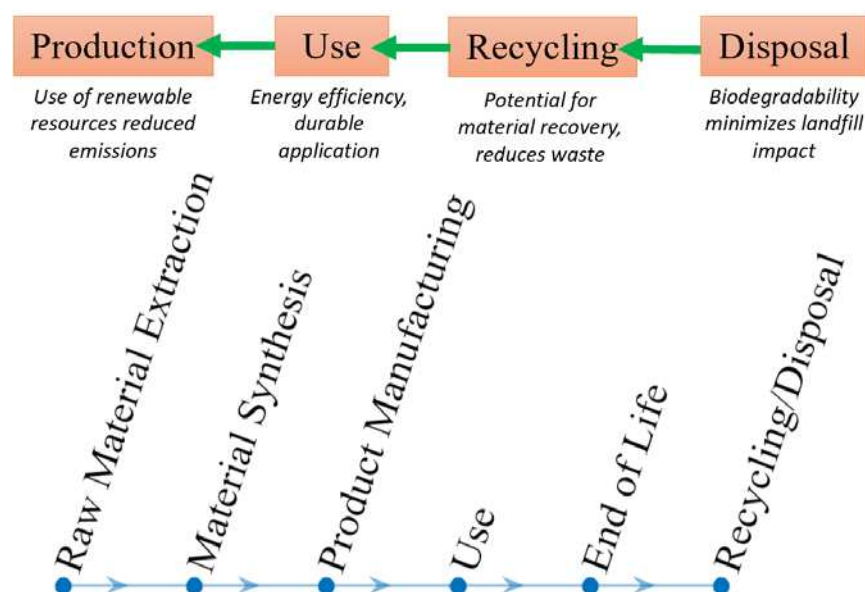 Production
Use
Recycling
Disposal
Use of renewable
resources reduced
emissions
Energy efficiency,
durable
application
Potential for
material recovery,
reduces waste
Biodegradability
minimizes landfill
impact
Raw Material Extraction
Material Synthesis
Product Manufacturing
Use
End of Life
Recycling/Disposal